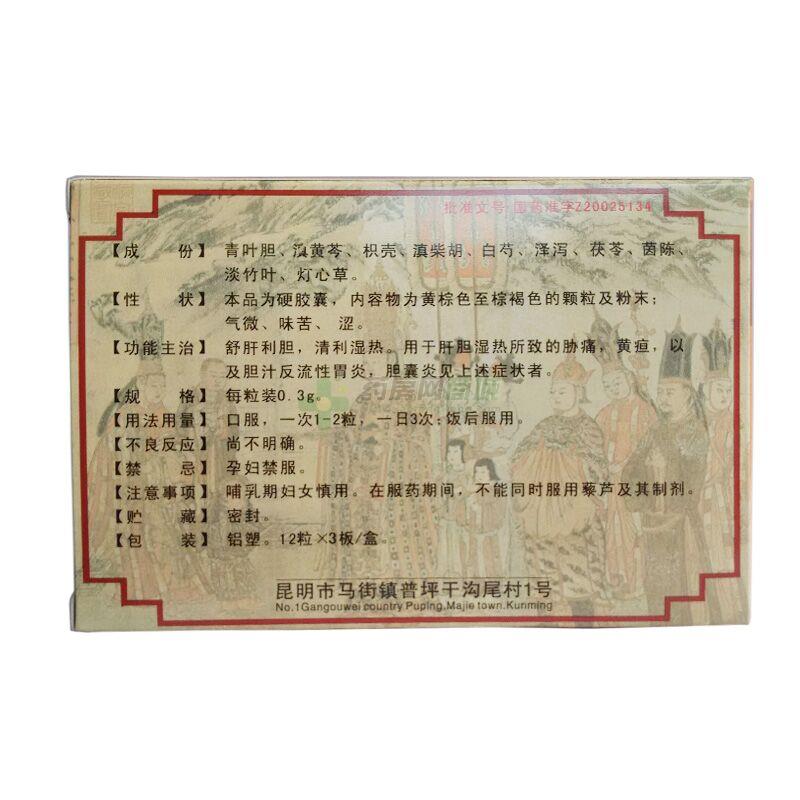 批准文号:国药准字Z20025134
【成 份】 青叶胆、滇黄芩、枳壳、滇柴胡、白芍、泽泻、茯苓、茵陈、
淡竹叶、灯心草。
【性 状】 本品为硬胶囊，内容物为黄棕色至棕褐色的颗粒及粉末；
气微、味苦、涩。
【功能主治】 舒肝利胆，清利湿热。用于肝胆湿热所致的胁痛，黄疸，以
及胆汁反流性胃炎，胆囊炎见上述症状者。
【规 格】 每粒装0.3g。
药房网商城
【用法用量】 口服，一次1-2粒，一日3次；饭后服用。
【不良反应】 尚不明确。
【禁 忌】 孕妇禁服。
【注意事项】 哺乳期妇女慎用。在服药期间，不能同时服用藜芦及其制剂。
【贮 藏】 密封。
【包 装】 铝塑。12粒×3板/盒。
昆明市马街镇普坪干沟尾村1号
No.1Gangouwei country Puping.Majie town.Kunming